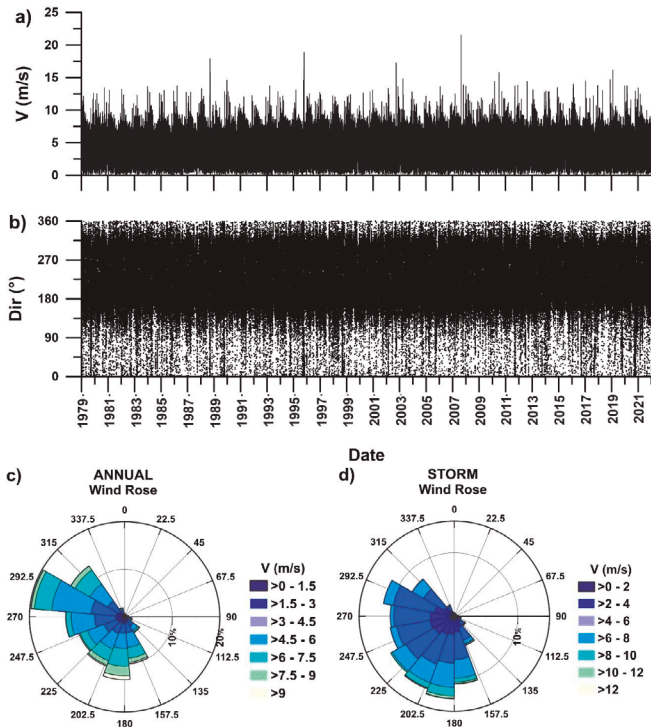 a)
25
20
15
10
5
0
V (m/s)
b)
360
270
180
90
0
Dir (°)
1979-
1981-
1983-
1985-
1987-
1989-
1991-
1993-
1995-
1997-
1999-
2001-
2003-
2005-
2007-
2009-
2011-
2013-
2015-
2017-
2019-
2021-
Date
c)
ANNUAL
Wind Rose
0
22.5
45
67.5
90
112.5
135
157.5
180
202.5
225
247.5
270
292.5
315
337.5
10%
20%
V (m/s)
>0 - 1.5
>1.5 - 3
>3 - 4.5
>4.5 - 6
>6 - 7.5
>7.5 - 9
>9
d)
STORM
Wind Rose
0
22.5
45
67.5
90
112.5
135
157.5
180
202.5
225
247.5
270
292.5
315
337.5
10%
V (m/s)
>0 - 2
>2 - 4
>4 - 6
>6 - 8
>8 - 10
>10 - 12
>12